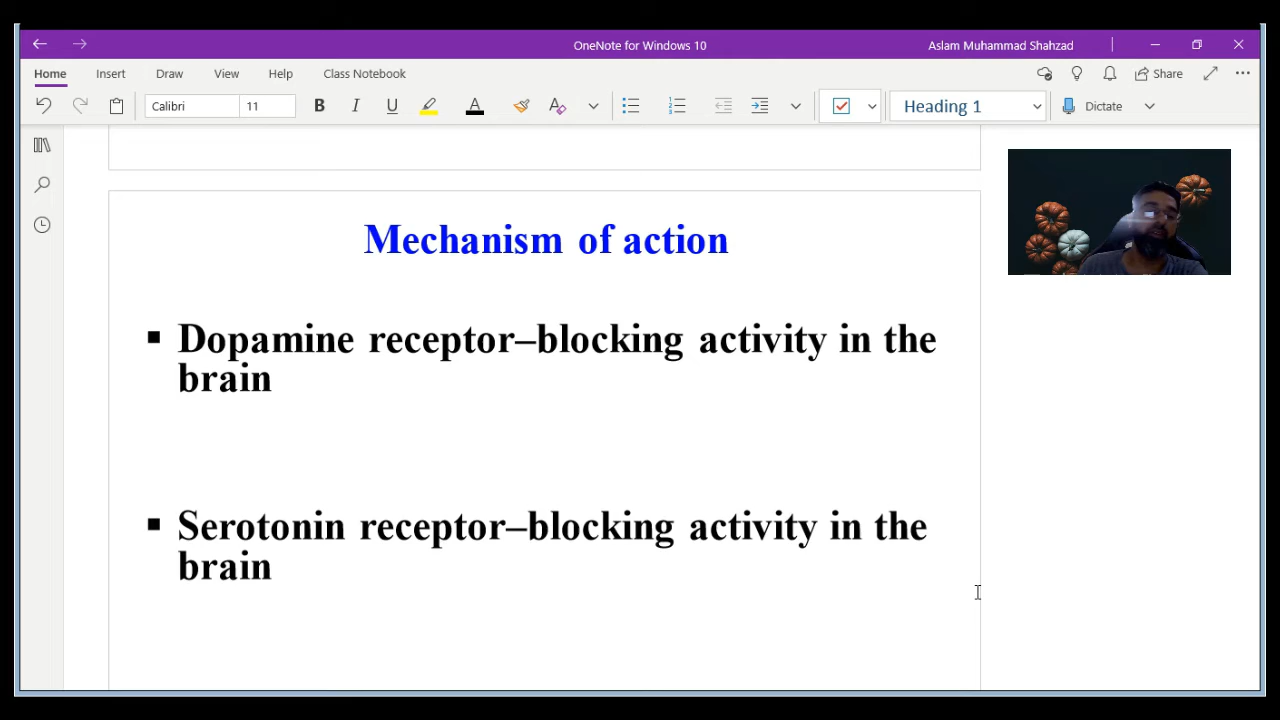 OneNote for Windows 10
Aslam Muhammad Shahzad
Home Insert Draw View Help Class Notebook Share
Calibri 11 B I U A A Heading 1 Dictate
Mechanism of action
▪ Dopamine receptor–blocking activity in the
brain
▪ Serotonin receptor–blocking activity in the
brain